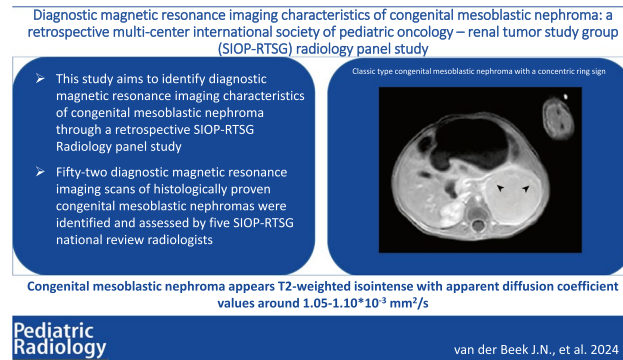 Diagnostic magnetic resonance imaging characteristics of congenital mesoblastic nephroma: a
retrospective multi-center international society of pediatric oncology – renal tumor study group
(SIOP-RTSG) radiology panel study
➢ This study aims to identify diagnostic
magnetic resonance imaging characteristics
of congenital mesoblastic nephroma
through a retrospective SIOP-RTSG
Radiology panel study
➢ Fifty-two diagnostic magnetic resonance
imaging scans of histologically proven
congenital mesoblastic nephromas were
identified and assessed by five SIOP-RTSG
national review radiologists
Classic type congenital mesoblastic nephroma with a concentric ring sign
Congenital mesoblastic nephroma appears T2-weighted isointense with apparent diffusion coefficient
values around 1.05-1.10*10⁻³ mm²/s
Pediatric
Radiology
van der Beek J.N., et al. 2024